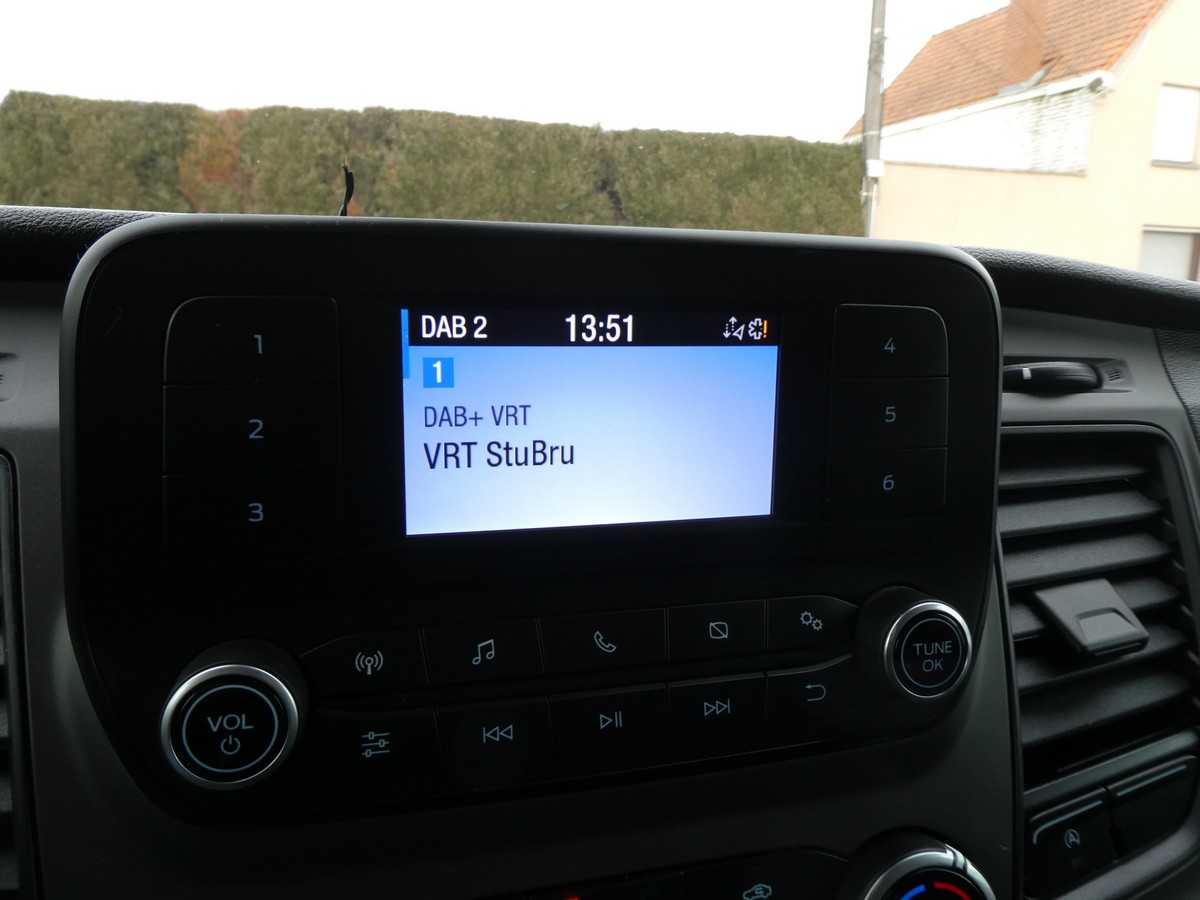 DAB 2 13:51
1
DAB+ VRT
VRT StuBru
1
2
3
4
5
6
VOL
TUNE
OK